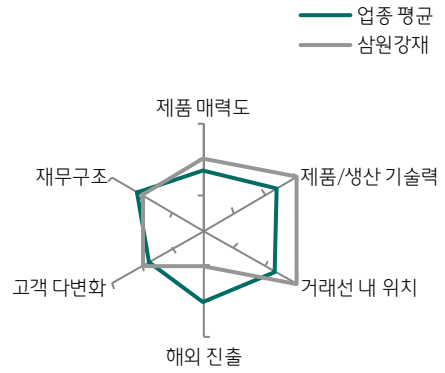 업종 평균
삼원강재
제품 매력도
재무구조
제품/생산 기술력
고객 다변화
거래선 내 위치
해외 진출